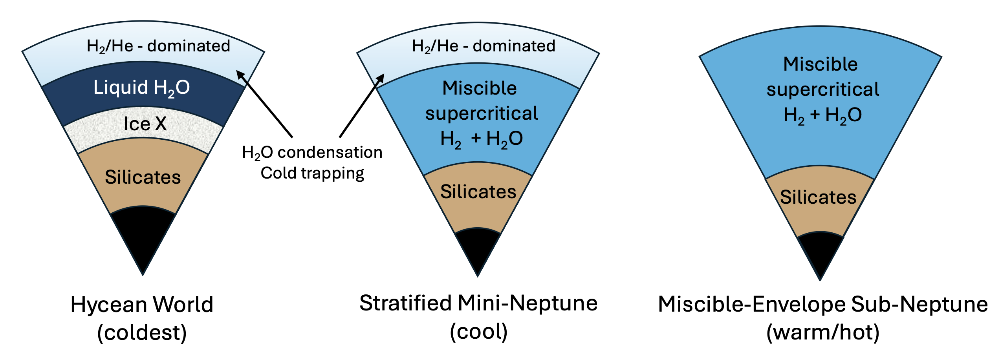 H₂/He - dominated
Liquid H₂O
Ice X
Silicates
Hycean World
(coldest)
H₂O condensation
Cold trapping
H₂/He - dominated
Miscible
supercritical
H₂ + H₂O
Silicates
Stratified Mini-Neptune
(cool)
Miscible
supercritical
H₂ + H₂O
Silicates
Miscible-Envelope Sub-Neptune
(warm/hot)